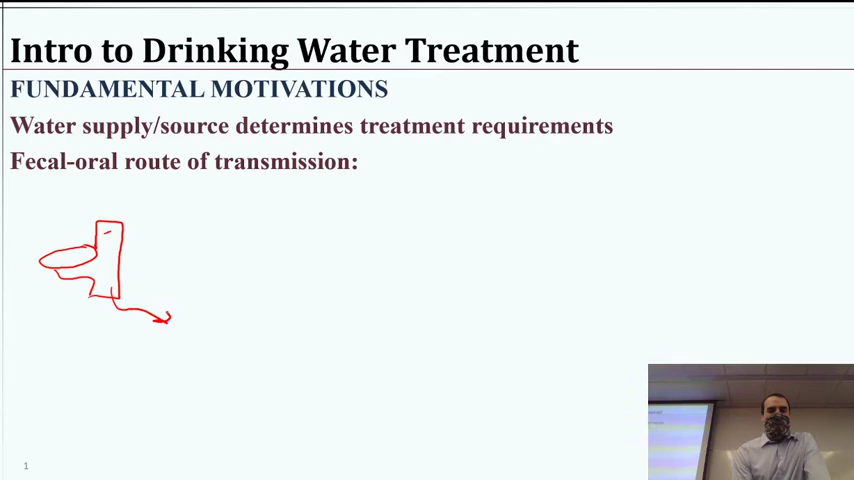 Intro to Drinking Water Treatment
FUNDAMENTAL MOTIVATIONS
Water supply/source determines treatment requirements
Fecal-oral route of transmission:
1